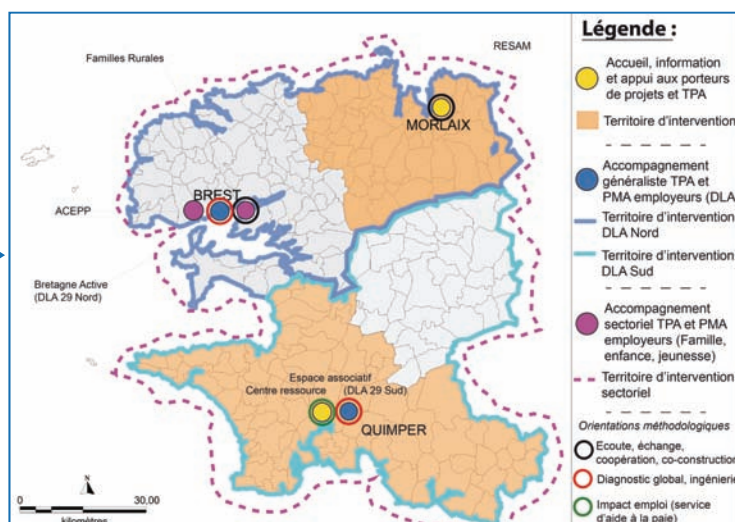 Familles Rurales
RESAM
MORLAIX
BREST
ACEPP
Bretagne Active
(DLA 29 Nord)
Espace associatif
Centre ressource
(DLA 29 Sud)
QUIMPER
N
0
30,00
kilomètres
Légende :
Accueil, information
et appui aux porteurs
de projets et TPA
Territoire d'intervention
Accompagnement
généraliste TPA et
PMA employeurs (DLA
Territoire d'intervention
DLA Nord
Territoire d'intervention
DLA Sud
Accompagnement
sectoriel TPA et PMA
employeurs (Famille,
enfance, jeunesse)
Territoire d'intervention
sectoriel
Orientations méthodologiques
Ecoute, échange,
coopération, co-construction
Diagnostic global, ingénierie
Impact emploi (service
d'aide à la paie)